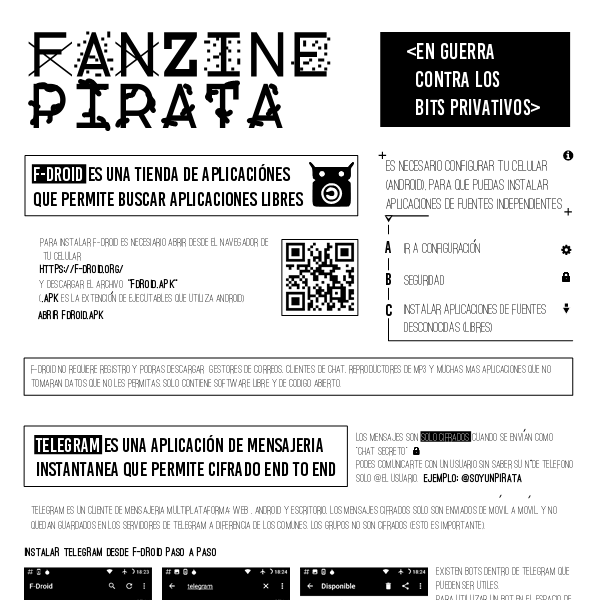 FANZINE
PIRATA
<EN GUERRA
CONTRA LOS
BITS PRIVATIVOS>
F-DROID ES UNA TIENDA DE APLICACIÓNES
QUE PERMITE BUSCAR APLICACIONES LIBRES
ES NECESARIO CONFIGURAR TU CELULAR
(ANDROID), PARA QUE PUEDAS INSTALAR
APLICACIONES DE FUENTES INDEPENDIENTES
A IR A CONFIGURACIÓN
B SEGURIDAD
C INSTALAR APLICACIONES DE FUENTES
DESCONOCIDAS (LIBRES)
PARA INSTALAR F-DROID ES NECESIARIO ABRIR DESDE EL NAVEGADOR DE
TU CELULAR
HTTPS://F-DROID.ORG/
Y DESCARGAR EL ARCHIVO "FDROID.APK"
(.APK ES LA EXTENCIÓN DE EJECUTABLES QUE UTILIZA ANDROID)
ABRIR FDROID.APK
F-DROID NO REQUIERE REGISTRO Y PODRAS DESCARGAR: GESTORES DE CORREOS, CLIENTES DE CHAT, REPRODUCTORES DE MP3 Y MUCHAS MAS APLICACIONES QUE NO
TOMARAN DATOS QUE NO LES PERMITAS. SOLO CONTIENE SOFTWARE LIBRE Y DE CODIGO ABIERTO.
TELEGRAM ES UNA APLICACIÓN DE MENSAJERIA
INSTANTANEA QUE PERMITE CIFRADO END TO END
LOS MENSAJES SON SOLO CIFRADOS CUANDO SE ENVÍAN COMO
"CHAT SECRETO"
PODES COMUNICARTE CON UN USUARIO SIN SABER SU N°DE TELEFONO
SOLO @EL USUARIO. EJEMPLO: @SOYUNPIRATA
TELEGRAM ES UN CLIENTE DE MENSAJERIA MULTIPLATAFORMA: WEB, ANDROID Y ESCRITORIO. LOS MENSAJES CIFRADOS SOLO SON ENVIADOS DE MÓVIL A MÓVIL Y NO
QUEDAN GUARDADOS EN LOS SERVIDORES DE TELEGRAM A DIFERENCIA DE LOS COMUNES. LOS GRUPOS NO SON CIFRADOS (ESTO ES IMPORTANTE).
INSTALAR TELEGRAM DESDE F-DROID PASO A PASO
18:23
F-Droid
18:24
telegram
18:24
Disponible
EXISTEN BOTS DENTRO DE TELEGRAM QUE
PUEDEN SER UTILES.
PARA UTILIZAR UN BOT EN EL ESPACIO DE